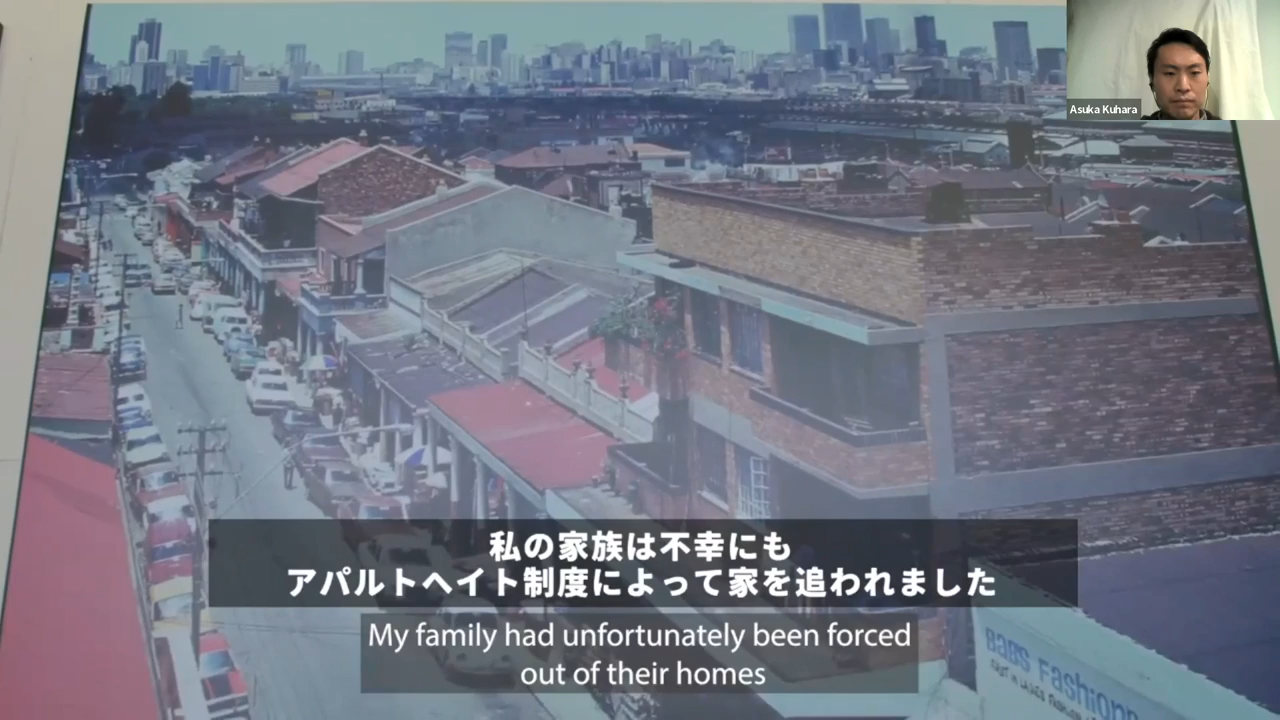 Asuka Kuhara
私の家族は不幸にも
アパルトヘイト制度によって家を追われました
My family had unfortunately been forced
out of their homes
BaBS FasHion